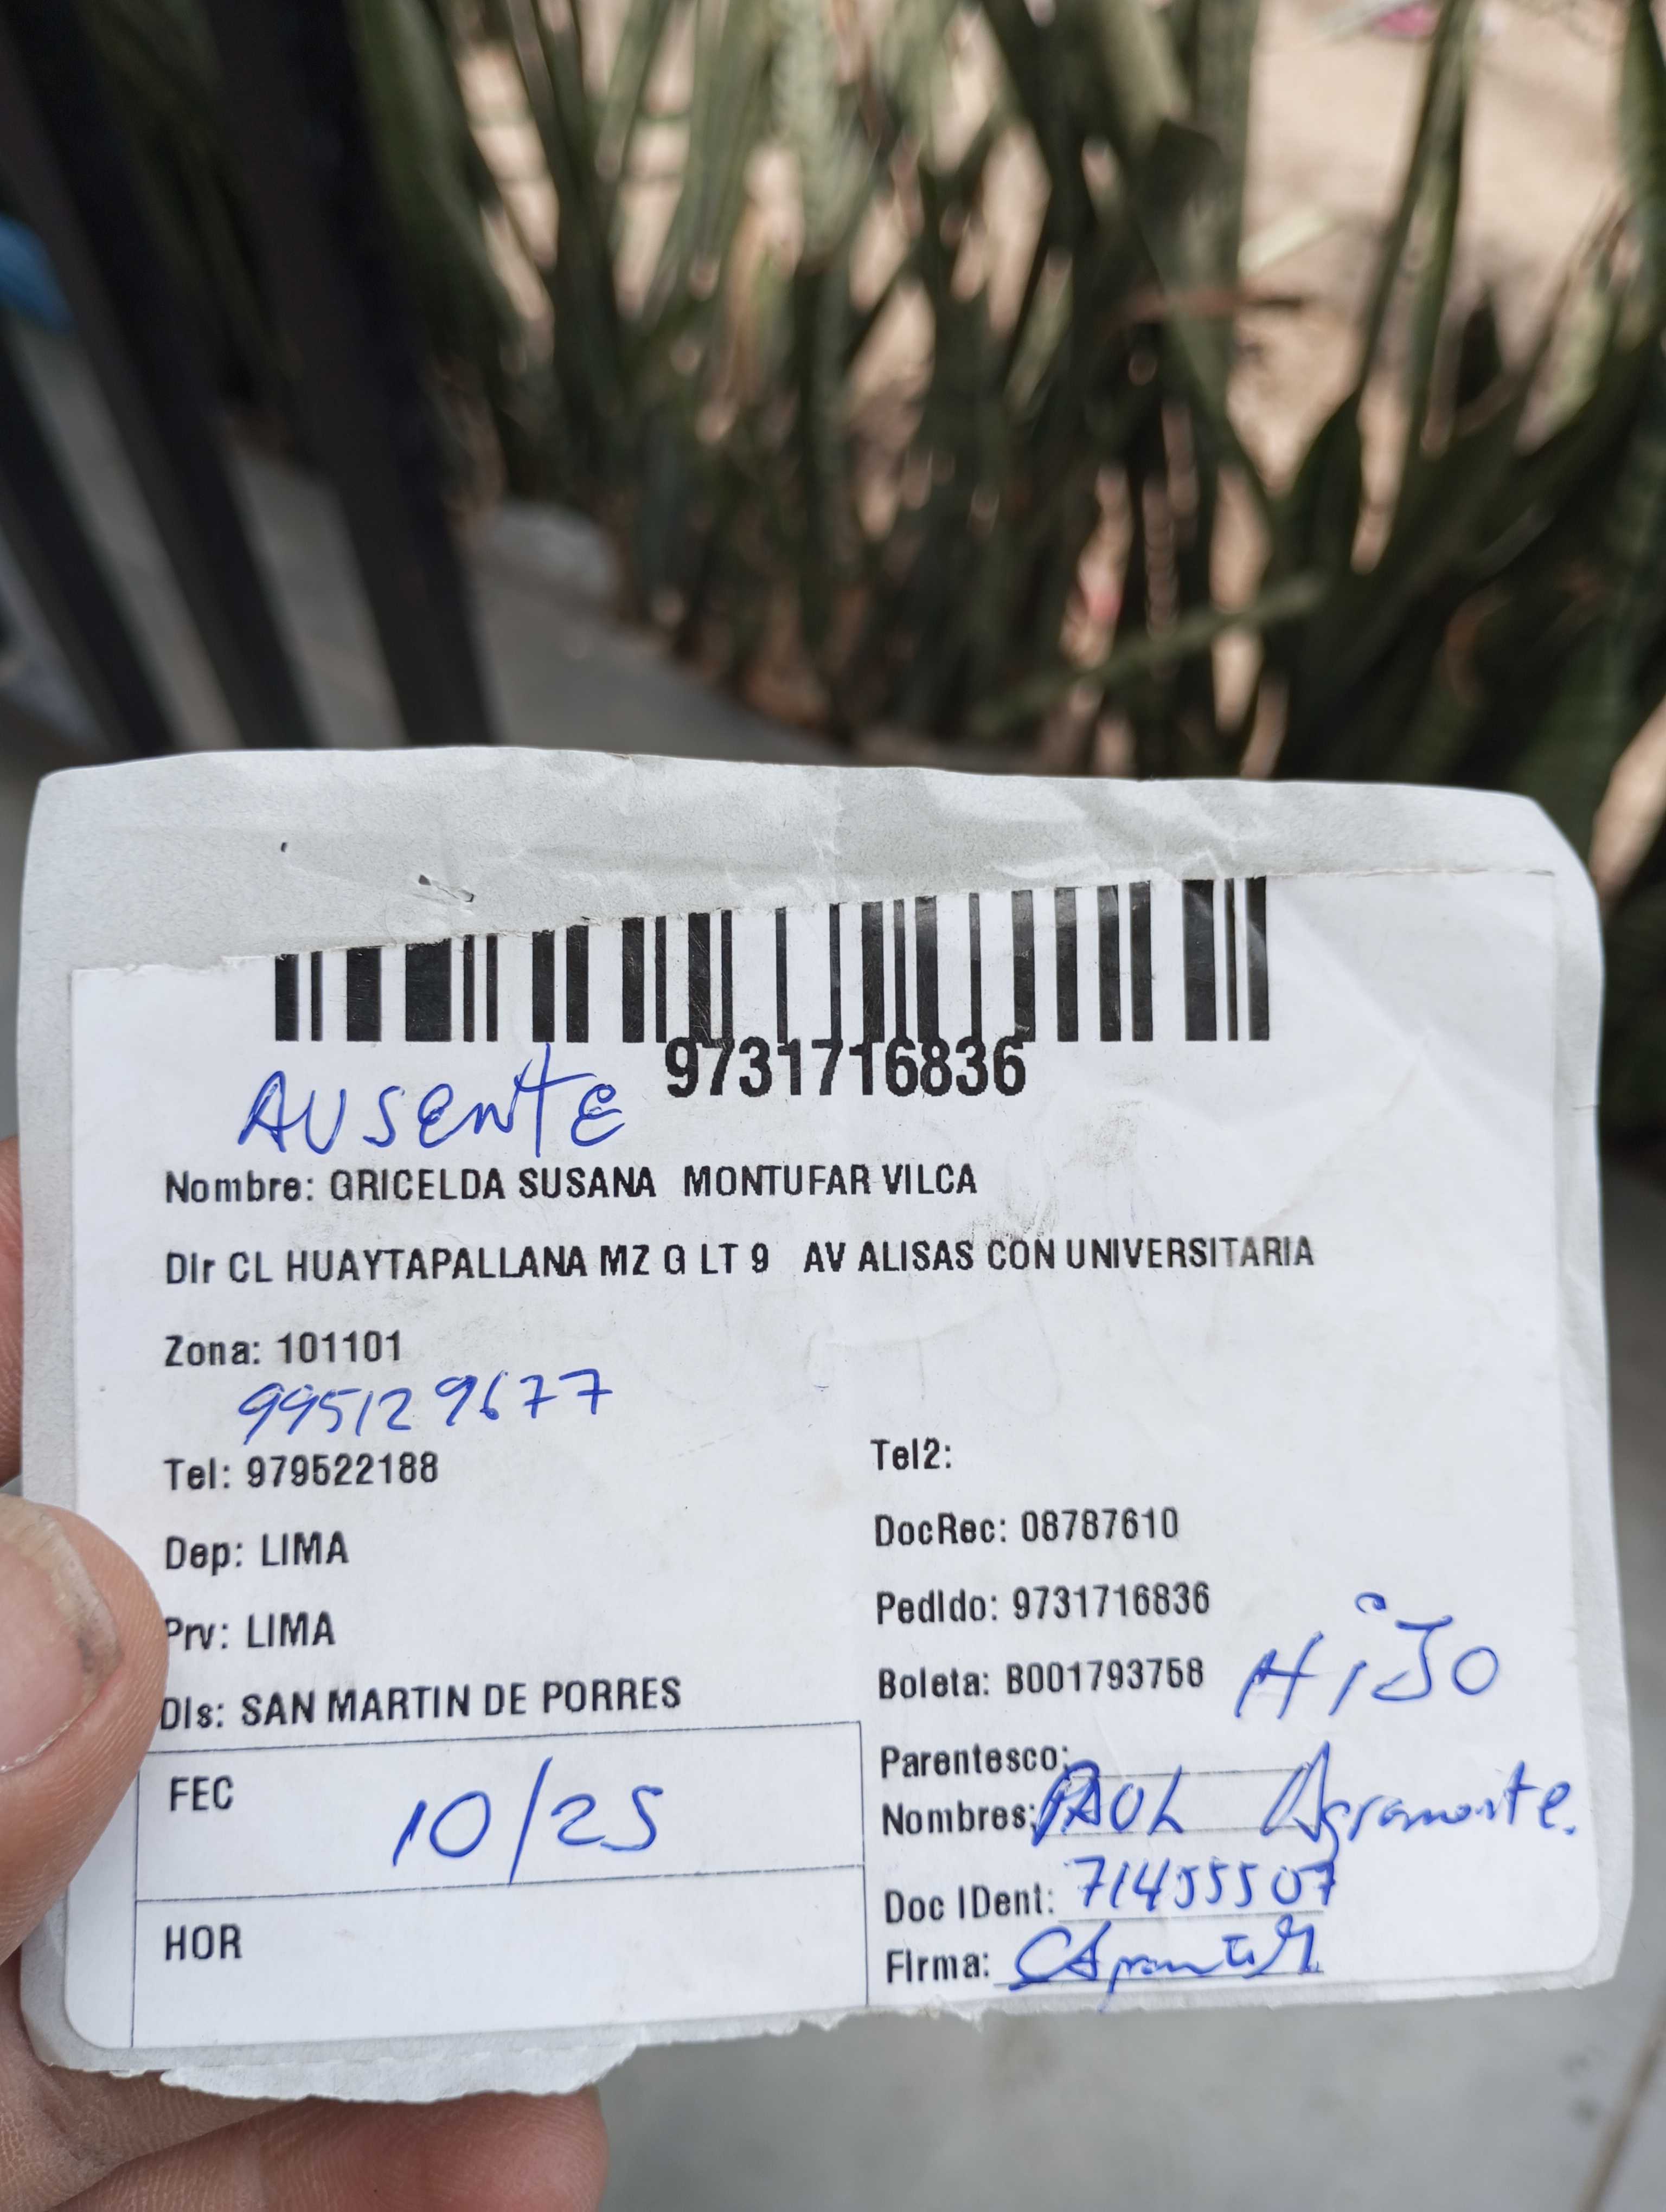 9731716836
AUSENTE
Nombre: GRICELDA SUSANA MONTUFAR VILCA
Dir CL HUAYTAPALLANA MZ G LT 9 AV ALISAS CON UNIVERSITARIA
Zona: 101101
995129677
Tel: 979522188
Tel2:
Dep: LIMA
DocRec: 08787610
Prv: LIMA
Pedido: 9731716836
Dis: SAN MARTIN DE PORRES
Boleta: B001793758
HiJO
Parentesco:
FEC 10/25
Nombres: PAOL Agramonte.
Doc IDent: 71455507
HOR
Firma: